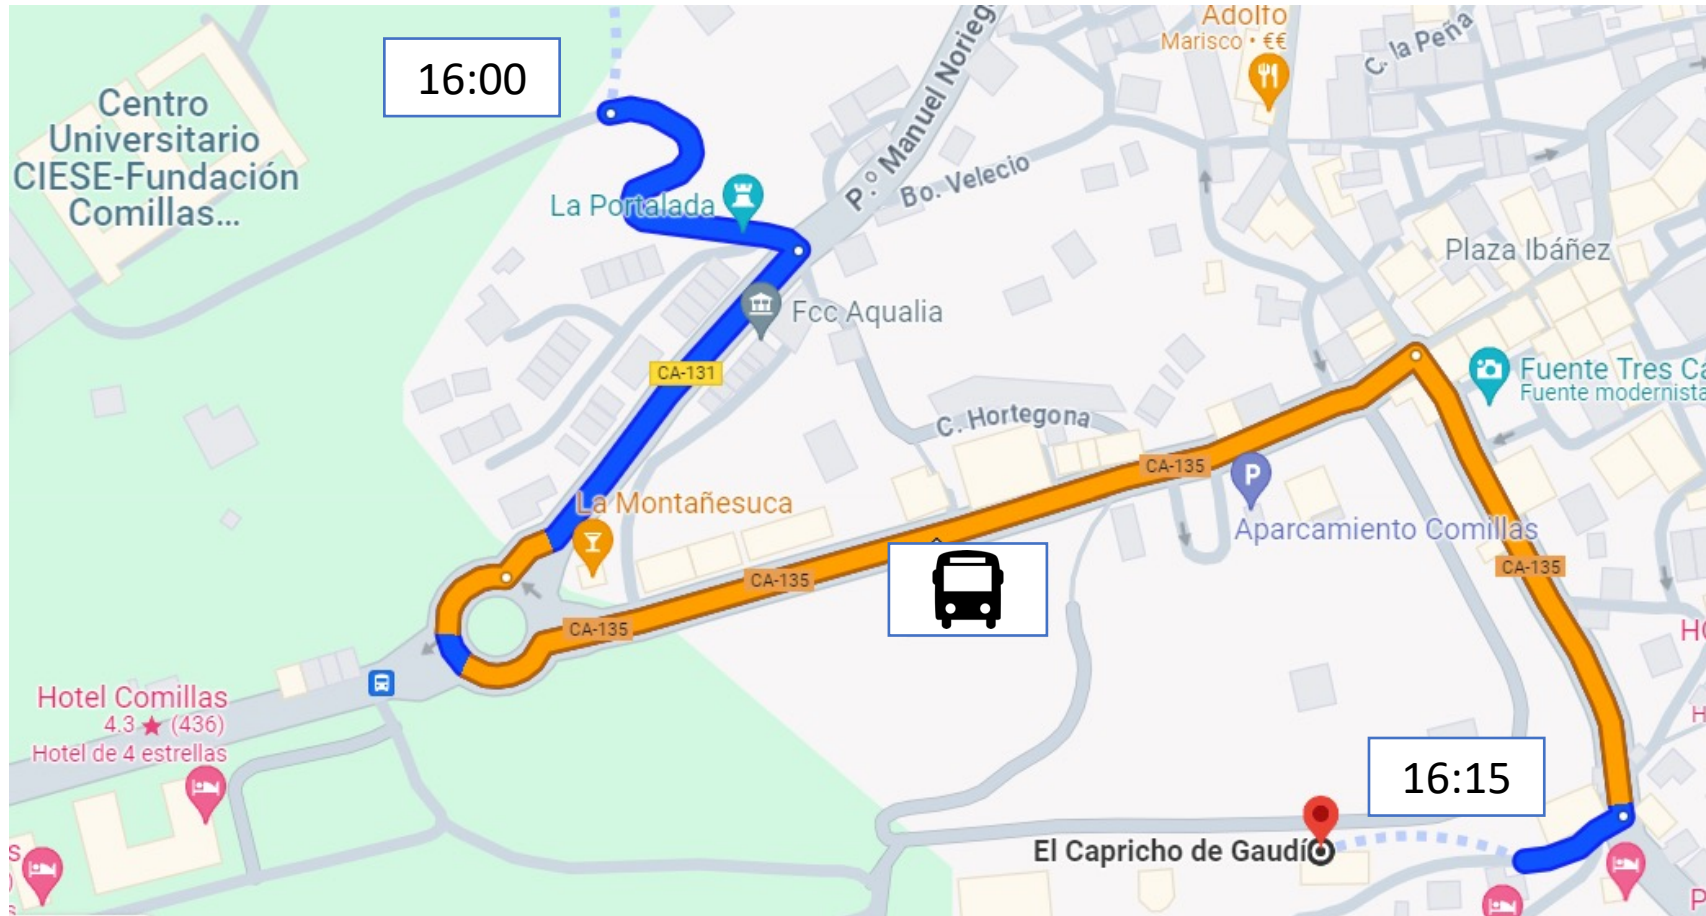 Adolfo
Marisco • €€
C. la Peña
16:00
Centro
Universitario
CIESE-Fundación
Comillas...
P.º Manuel Norieg
Bo. Velecio
La Portalada
Plaza Ibáñez
Fcc Aqualia
CA-131
Fuente Tres Ca
Fuente modernista
C. Hortegona
CA-135
P
La Montañesuca
Aparcamiento Comillas
CA-135
CA-135
CA-135
Hotel Comillas
4.3 ★ (436)
Hotel de 4 estrellas
16:15
El Capricho de Gaudí